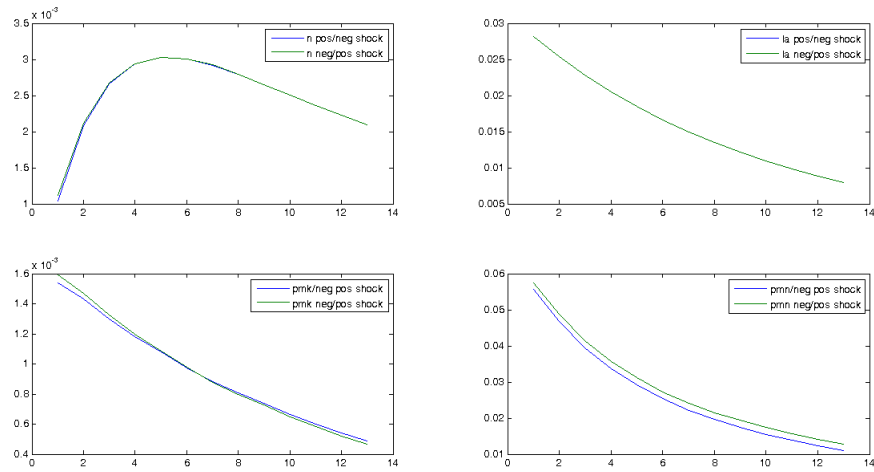 x 10⁻³
3.5
3
2.5
2
1.5
1
0 2 4 6 8 10 12 14
n pos/neg shock
n neg/pos shock
0.03
0.025
0.02
0.015
0.01
0.005
0 2 4 6 8 10 12 14
la pos/neg shock
la neg/pos shock
x 10⁻³
1.6
1.4
1.2
1
0.8
0.6
0.4
0 2 4 6 8 10 12 14
pmk/neg pos shock
pmk neg/pos shock
0.06
0.05
0.04
0.03
0.02
0.01
0 2 4 6 8 10 12 14
pmn/neg pos shock
pmn neg/pos shock